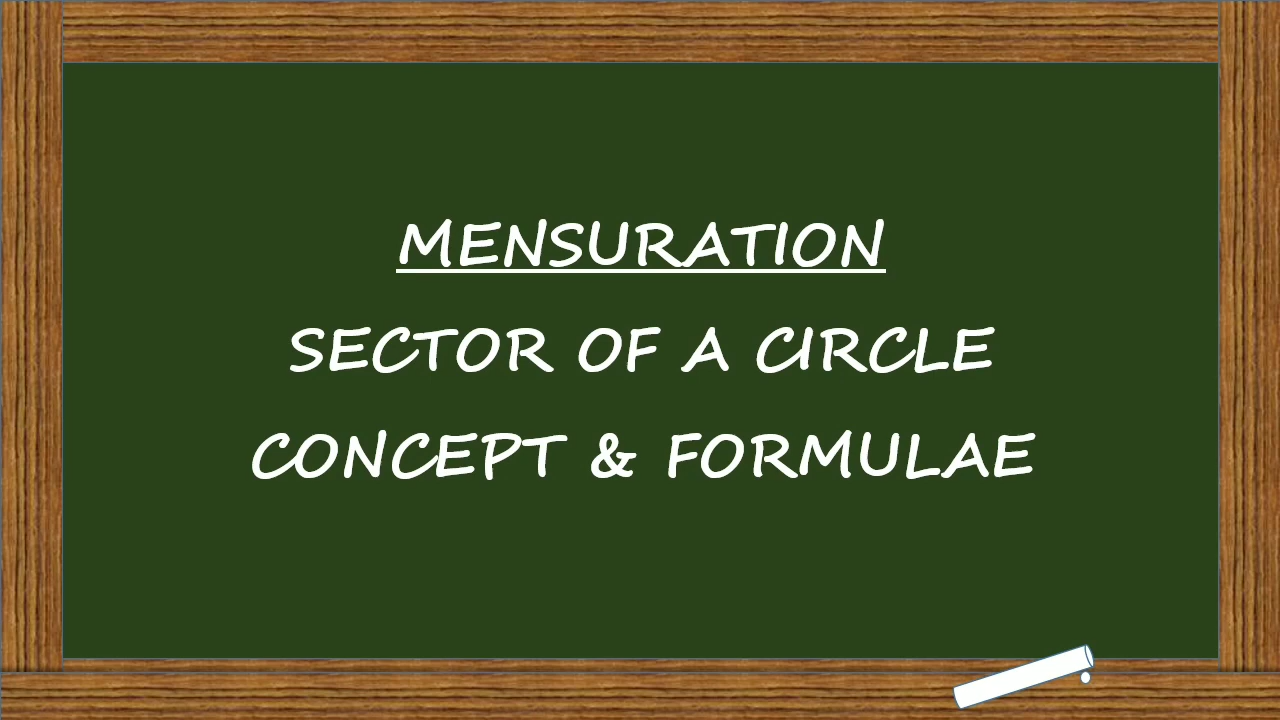 MENSURATION
SECTOR OF A CIRCLE
CONCEPT & FORMULAE